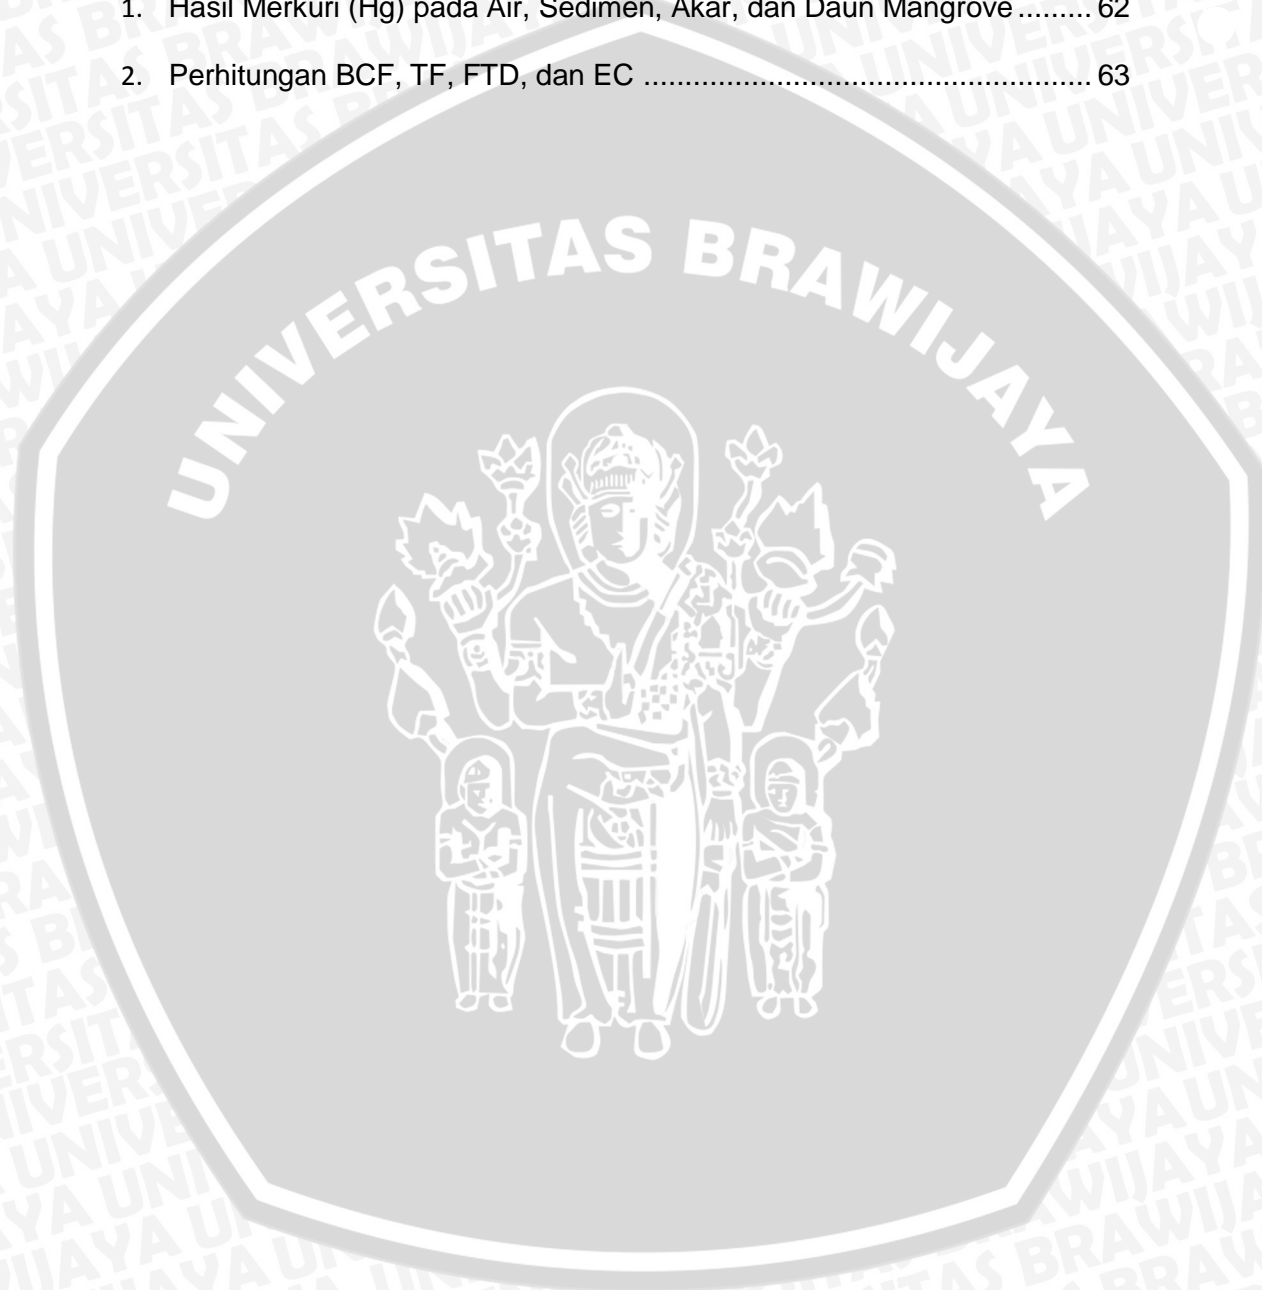 1. Hasil Merkuri (Hg) pada Air, Sedimen, Akar, dan Daun Mangrove ......... 62
2. Perhitungan BCF, TF, FTD, dan EC ...................................................... 63
UNIVERSITAS BRAWIJAYA